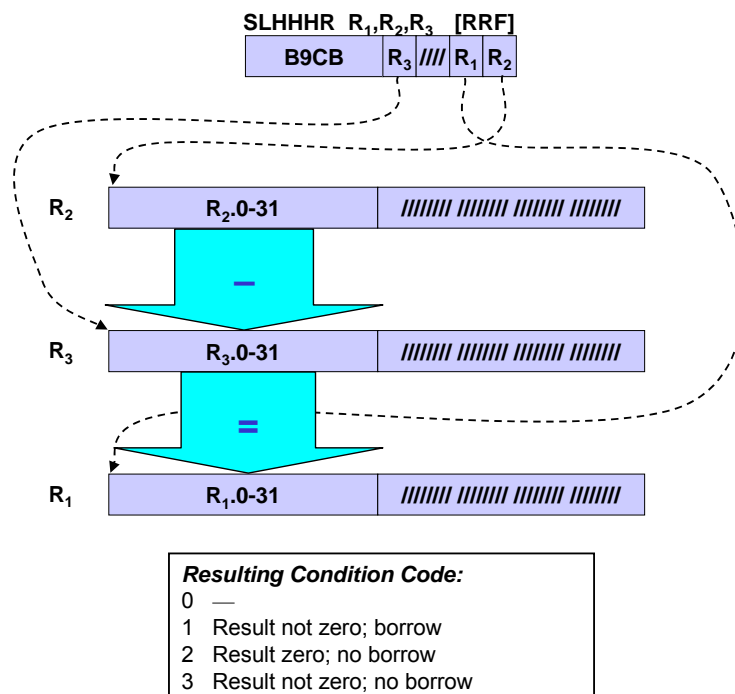 SLHHHR R₁,R₂,R₃ [RRF]
B9CB R₃ //// R₁ R₂
R₂ R₂.0-31 //////// //////// //////// ////////
–
R₃ R₃.0-31 //////// //////// //////// ////////
=
R₁ R₁.0-31 //////// //////// //////// ////////
Resulting Condition Code:
0 —
1 Result not zero; borrow
2 Result zero; no borrow
3 Result not zero; no borrow